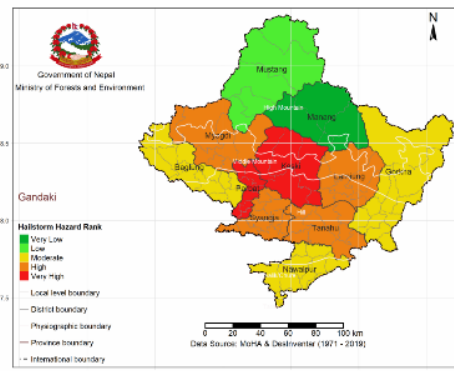 N
Government of Nepal
Ministry of Forests and Environment
9.0
Mustang
High Mountain
Manang
8.5
Myagdi
Middle Mountain
Kaski
Baglung
Lamjung
Gorkha
Gandaki
Parbat
8.0
Hill
Syangja
Tanahu
Hailstorm Hazard Rank
Very Low
Low
Moderate
High
Very High
Nawalpur
Local level boundary
District boundary
7.5
Physiographic boundary
Province boundary
International boundary
0 20 40 60 80 100 km
Data Source: MoHA & DesInventer (1971 - 2019)